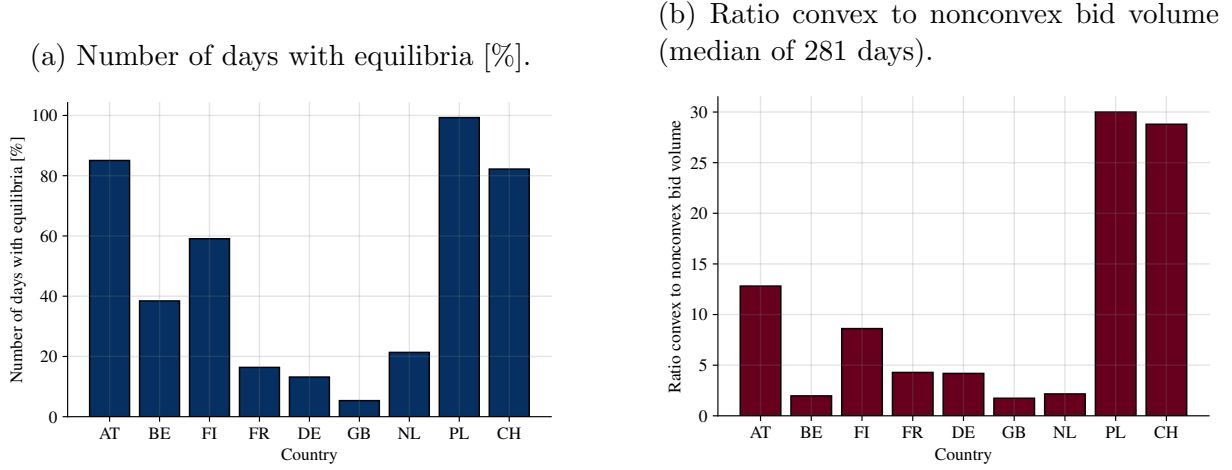 (a) Number of days with equilibria [%].
Number of days with equilibria [%]
100
80
60
40
20
0
AT BE FI FR DE GB NL PL CH
Country
(b) Ratio convex to nonconvex bid volume
(median of 281 days).
Ratio convex to nonconvex bid volume
30
25
20
15
10
5
0
AT BE FI FR DE GB NL PL CH
Country